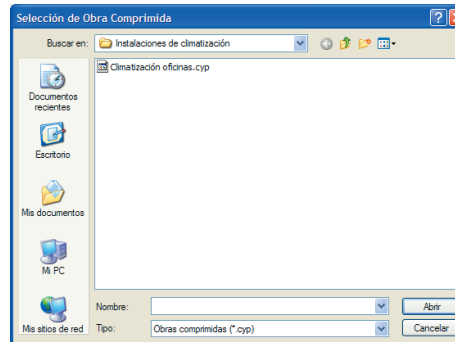 Selección de Obra Comprimida
Buscar en: Instalaciones de climatización
Climatización oficinas.cyp
Documentos
recientes
Escritorio
Mis documentos
Mi PC
Mis sitios de red
Nombre: Abrir
Tipo: Obras comprimidas (*.cyp) Cancelar